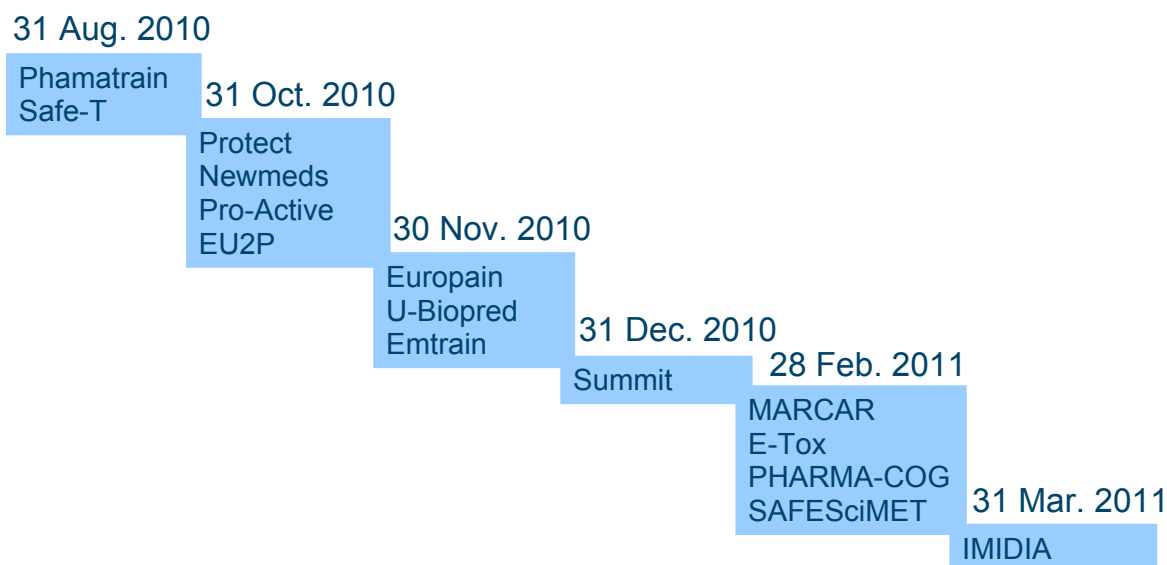 31 Aug. 2010
Phamatrain
Safe-T
31 Oct. 2010
Protect
Newmeds
Pro-Active
EU2P
30 Nov. 2010
Europain
U-Biopred
Emtrain
31 Dec. 2010
Summit
28 Feb. 2011
MARCAR
E-Tox
PHARMA-COG
SAFESciMET
31 Mar. 2011
IMIDIA